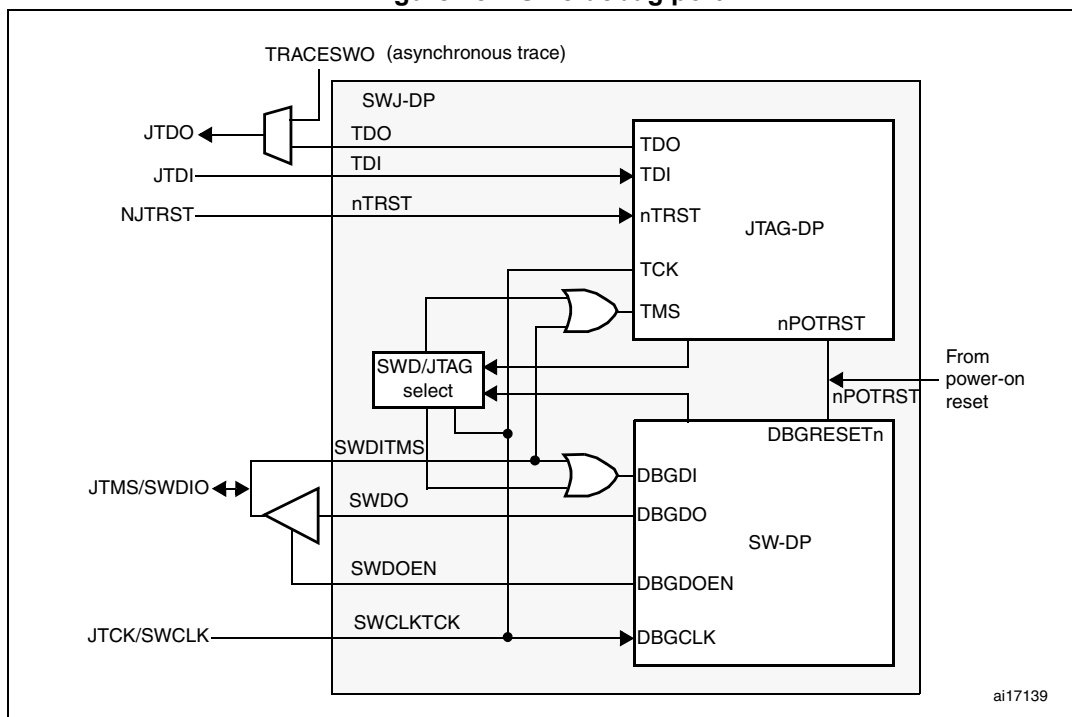 TRACESWO (asynchronous trace)
SWJ-DP
JTDO
TDO
TDO
JTDI
TDI
TDI
NJTRST
nTRST
nTRST
JTAG-DP
TCK
TMS
nPOTRST
SWD/JTAG
select
From
power-on
reset
nPOTRST
DBGRESETn
SWDITMS
JTMS/SWDIO
DBGDI
SWDO
DBGDO
SW-DP
SWDOEN
DBGDOEN
JTCK/SWCLK
SWCLKTCK
DBGCLK
ai17139